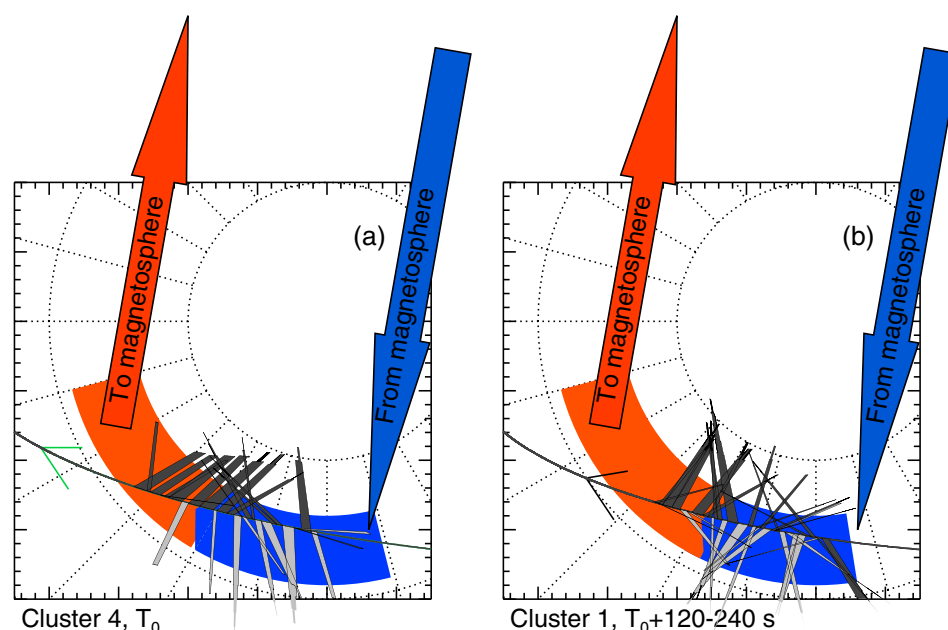 To magnetosphere
From magnetosphere
(a)
Cluster 4, T₀
To magnetosphere
From magnetosphere
(b)
Cluster 1, T₀+120-240 s